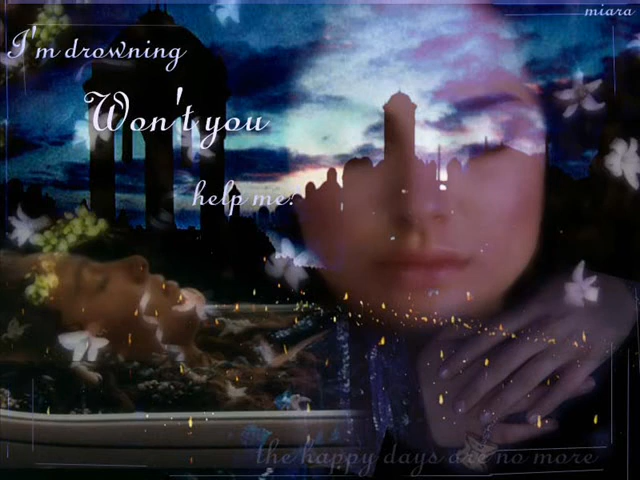 miara
I'm drowning
Won't you
help me?
the happy days are no more